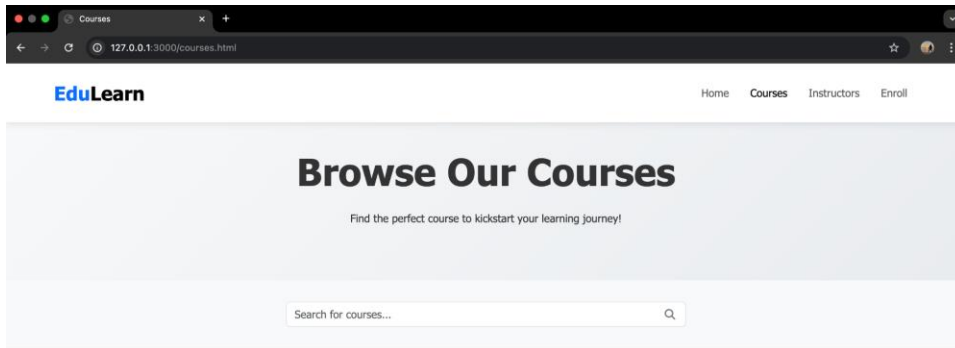 Courses
127.0.0.1:3000/courses.html
EduLearn
Home Courses Instructors Enroll
Browse Our Courses
Find the perfect course to kickstart your learning journey!
Search for courses...